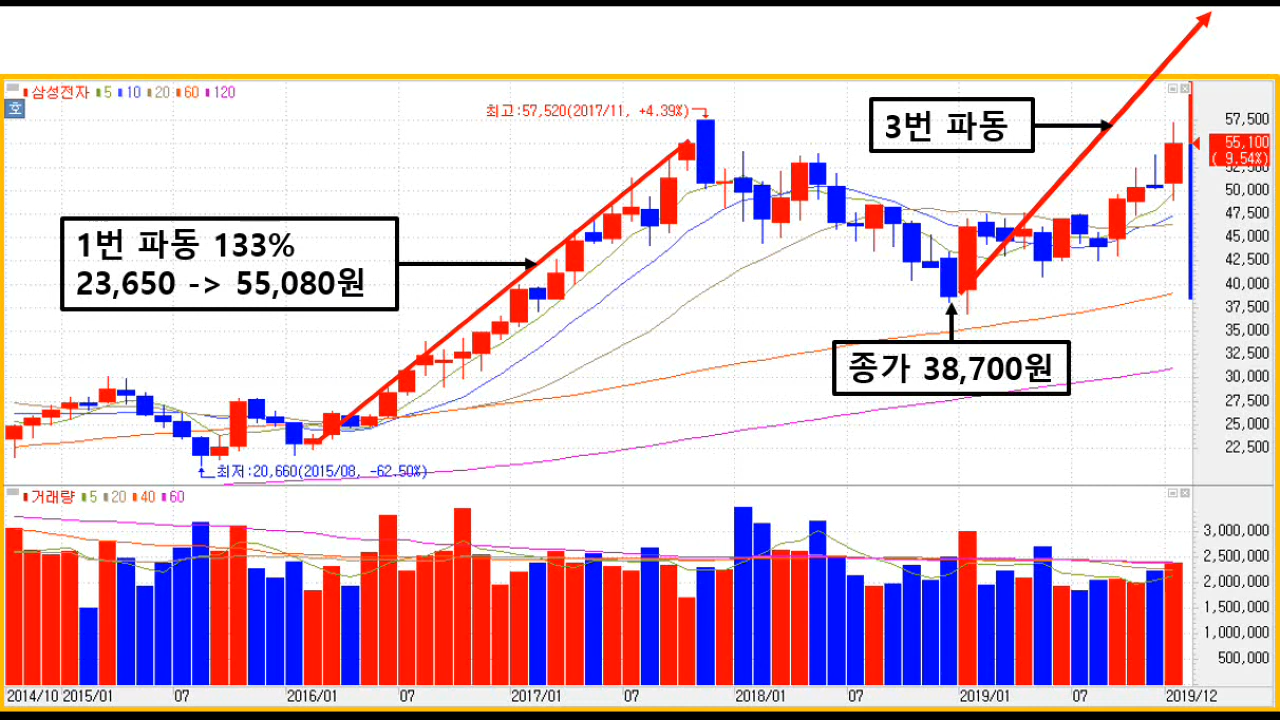 삼성전자 5 10 20 60 120
호
최고:57,520(2017/11, +4.39%)
3번 파동
57,500
55,100
( 9.54%)
52,500
50,000
47,500
45,000
42,500
40,000
37,500
35,000
32,500
30,000
27,500
25,000
22,500
1번 파동 133%
23,650 -> 55,080원
종가 38,700원
최저:20,660(2015/08, -62.50%)
거래량 5 20 40 60
3,000,000
2,500,000
2,000,000
1,500,000
1,000,000
500,000
2014/10 2015/01 07 2016/01 07 2017/01 07 2018/01 07 2019/01 07 2019/12